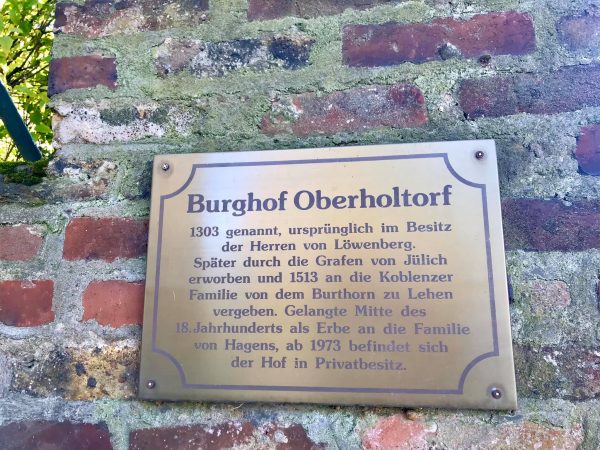 Burghof Oberholtorf
1303 genannt, ursprünglich im Besitz
der Herren von Löwenberg.
Später durch die Grafen von Jülich
erworben und 1513 an die Koblenzer
Familie von dem Burthorn zu Lehen
vergeben. Gelangte Mitte des
18. Jahrhunderts als Erbe an die Familie
von Hagens, ab 1973 befindet sich
der Hof in Privatbesitz.